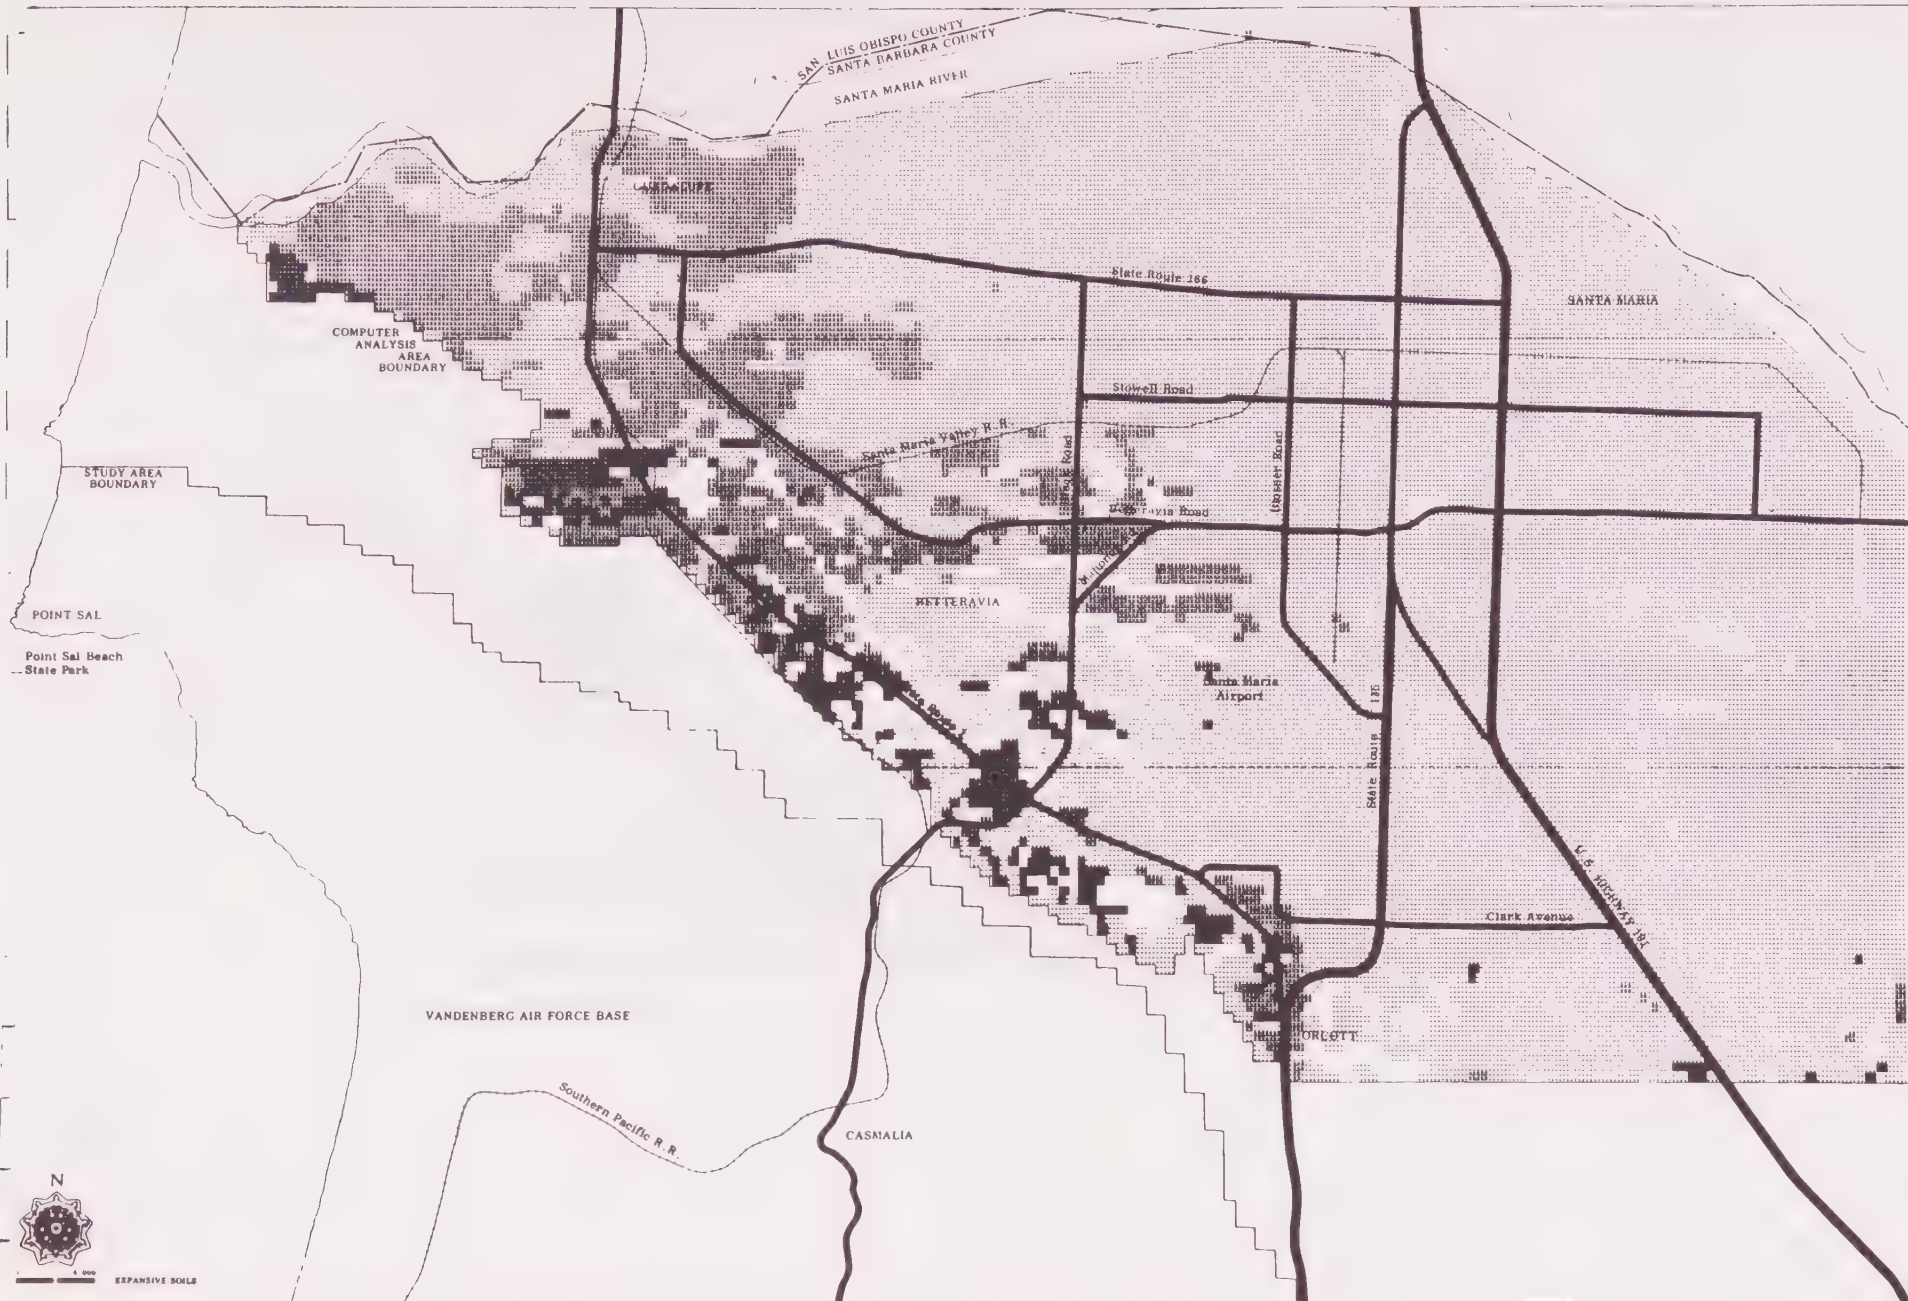 SAN LUIS OBISPO COUNTY
SANTA BARBARA COUNTY
SANTA MARIA RIVER
State Route 166
SANTA MARIA
COMPUTER
ANALYSIS
AREA
BOUNDARY
Stowell Road
Santa Maria Valley R.R.
Road
Road
STUDY AREA
BOUNDARY
Road
BETTERAVIA
POINT SAL
Point Sal Beach
State Park
Santa Maria
Airport
State Route 135
U.S. HIGHWAY 101
Clark Avenue
VANDENBERG AIR FORCE BASE
ORCUTT
Southern Pacific R.R.
CASMALIA
N
EXPANSIVE SOILS